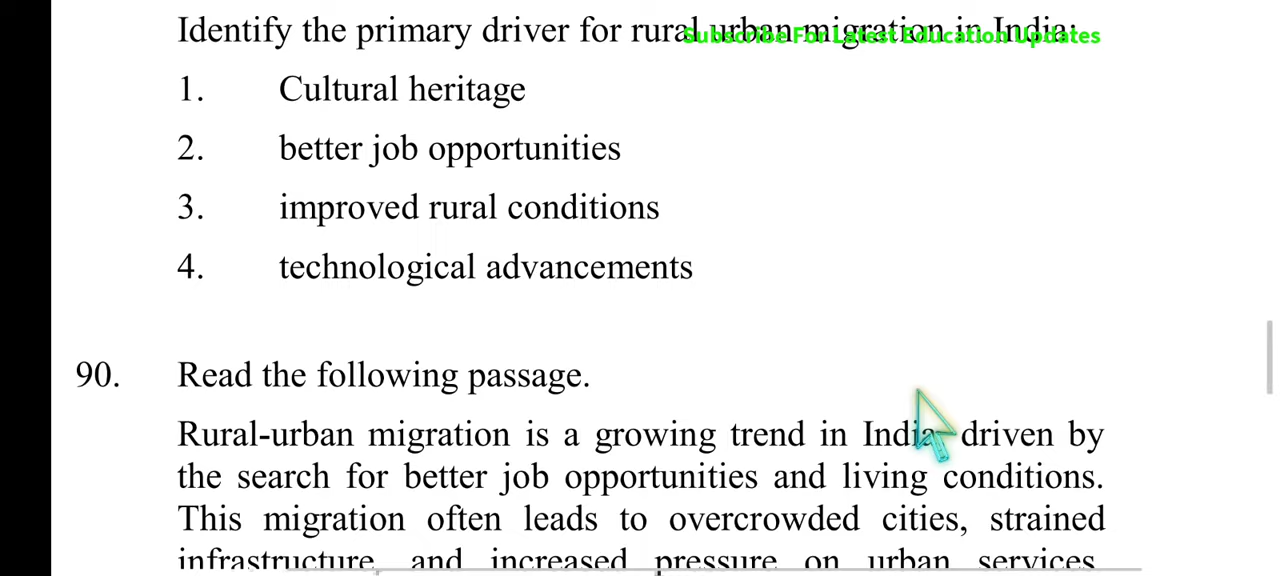 Identify the primary driver for rural urban migration in India:
Subscribe For Latest Education Updates
1. Cultural heritage
2. better job opportunities
3. improved rural conditions
4. technological advancements
90. Read the following passage.
Rural-urban migration is a growing trend in India, driven by
the search for better job opportunities and living conditions.
This migration often leads to overcrowded cities, strained
infrastructure, and increased pressure on urban services.